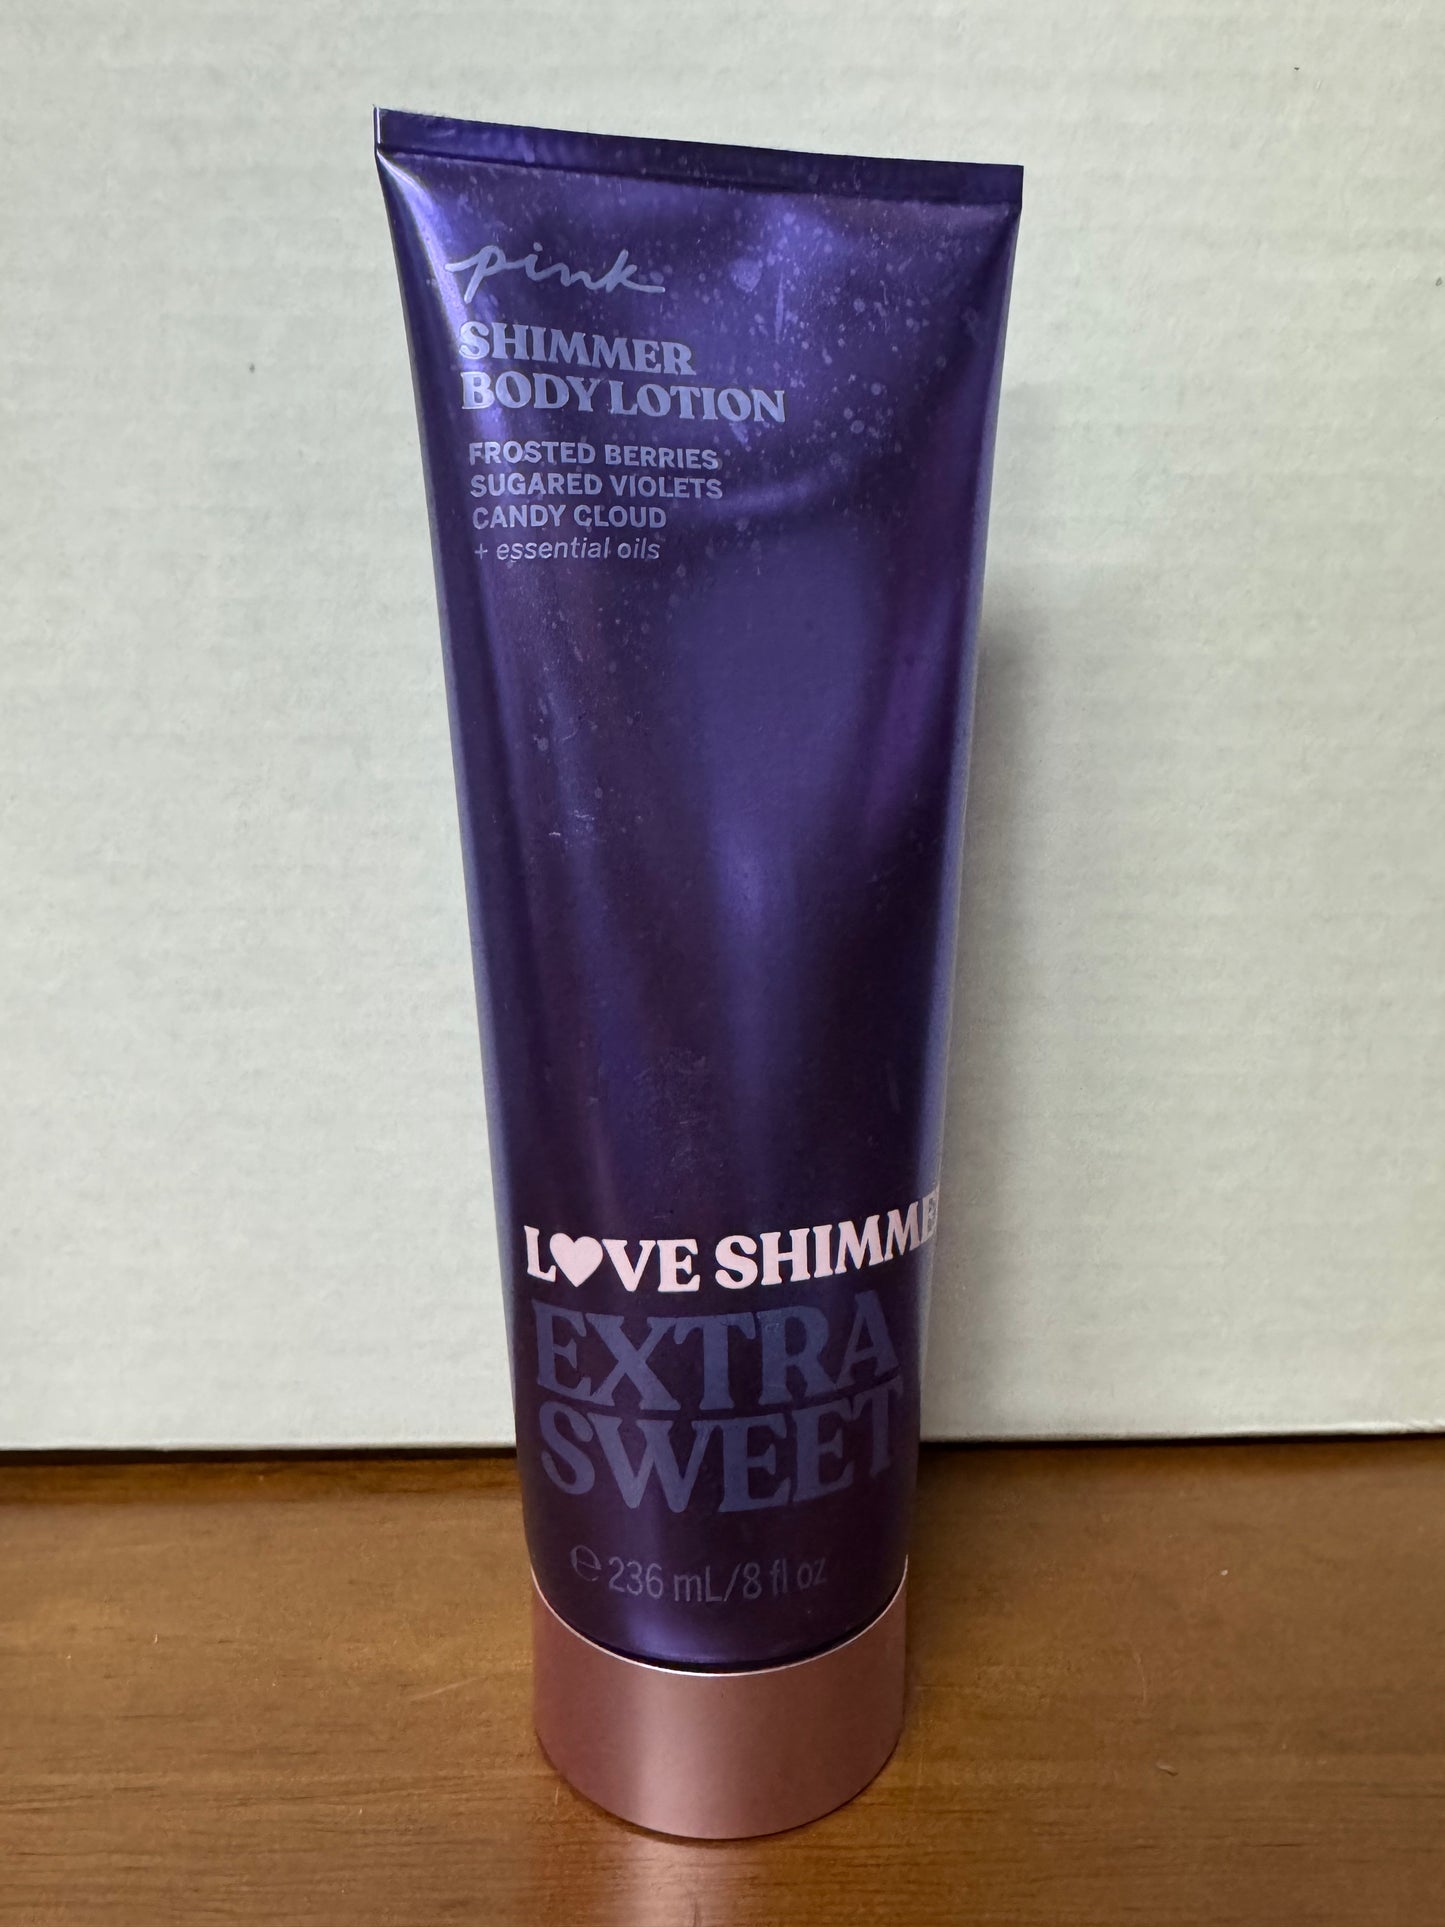 pink
SHIMMER
BODY LOTION
FROSTED BERRIES
SUGARED VIOLETS
CANDY CLOUD
+ essential oils
L♥VE SHIMME
EXTRA
SWEET
℮ 236 mL/8 fl oz